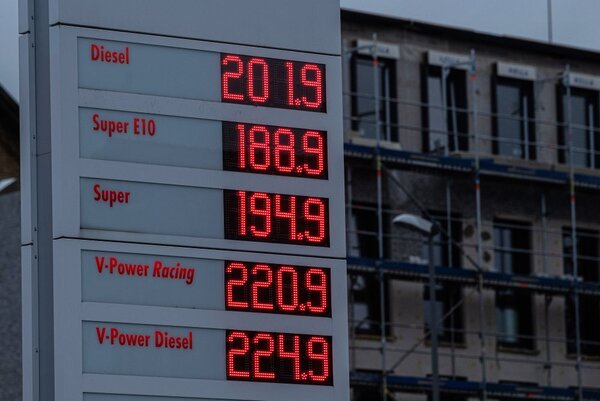 Diesel 201.9
Super E10 188.9
Super 194.9
V-Power Racing 220.9
V-Power Diesel 224.9